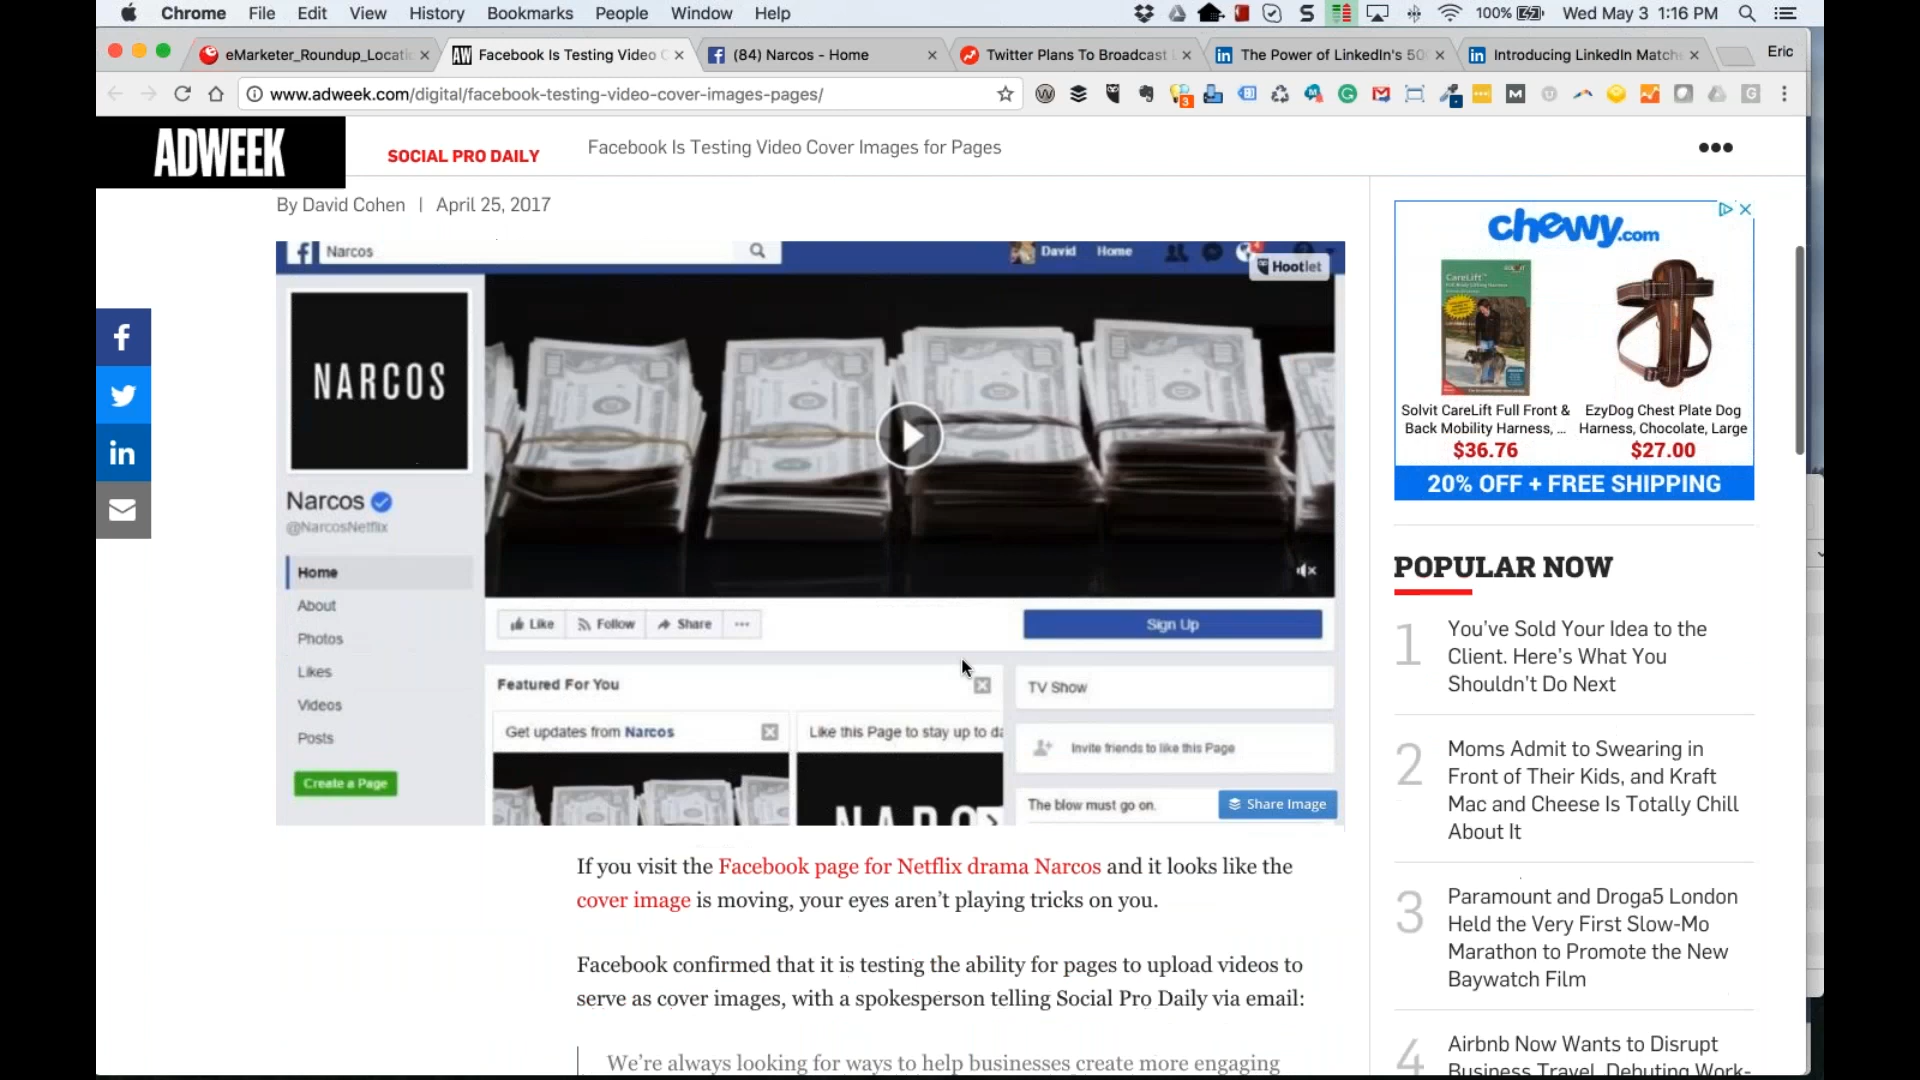 Chrome File Edit View History Bookmarks People Window Help 100% Wed May 3 1:16 PM
eMarketer_Roundup_Locati
Facebook Is Testing Video C
(84) Narcos - Home
Twitter Plans To Broadcast
The Power of LinkedIn's 50
Introducing LinkedIn Match
Eric
www.adweek.com/digital/facebook-testing-video-cover-images-pages/
ADWEEK
SOCIAL PRO DAILY
Facebook Is Testing Video Cover Images for Pages
By David Cohen | April 25, 2017
Narcos
David Home
Hootlet
NARCOS
Narcos
@NarcosNetflix
Home
About
Photos
Likes
Videos
Posts
Create a Page
Like Follow Share
Sign Up
Featured For You
Get updates from Narcos
Like this Page to stay up to da
TV Show
Invite friends to like this Page
The blow must go on.
Share Image
If you visit the Facebook page for Netflix drama Narcos and it looks like the
cover image is moving, your eyes aren't playing tricks on you.
Facebook confirmed that it is testing the ability for pages to upload videos to
serve as cover images, with a spokesperson telling Social Pro Daily via email:
We're always looking for ways to help businesses create more engaging
chewy.com
CareLift
Solvit CareLift Full Front &
Back Mobility Harness, ...
$36.76
EzyDog Chest Plate Dog
Harness, Chocolate, Large
$27.00
20% OFF + FREE SHIPPING
POPULAR NOW
1
You've Sold Your Idea to the
Client. Here's What You
Shouldn't Do Next
2
Moms Admit to Swearing in
Front of Their Kids, and Kraft
Mac and Cheese Is Totally Chill
About It
3
Paramount and Droga5 London
Held the Very First Slow-Mo
Marathon to Promote the New
Baywatch Film
4
Airbnb Now Wants to Disrupt
Business Travel, Debuting Work-